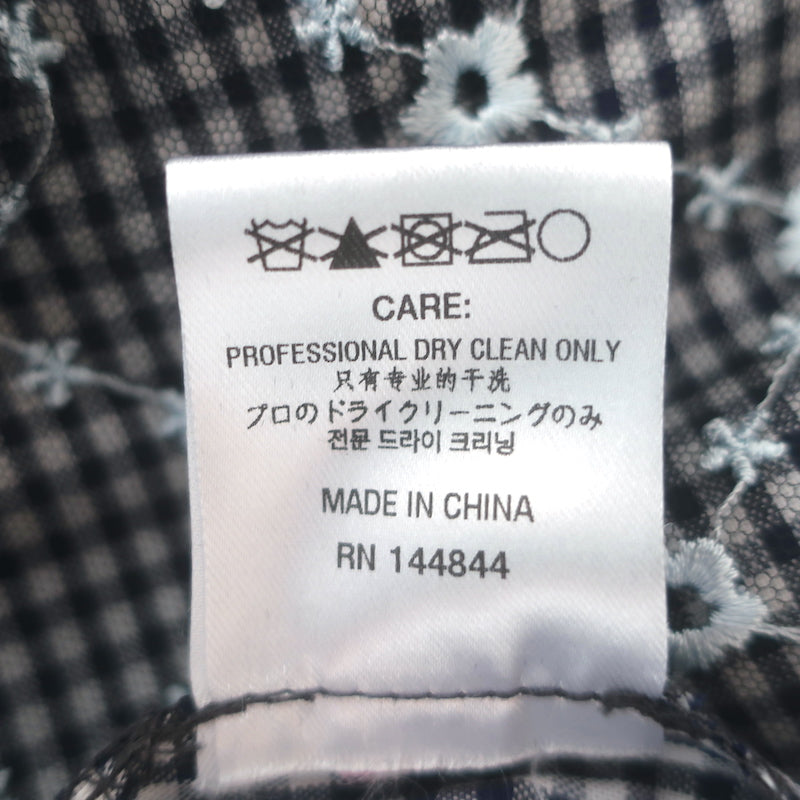 CARE:
PROFESSIONAL DRY CLEAN ONLY
只有专业的干洗
プロのドライクリーニングのみ
전문 드라이 크리닝
MADE IN CHINA
RN 144844